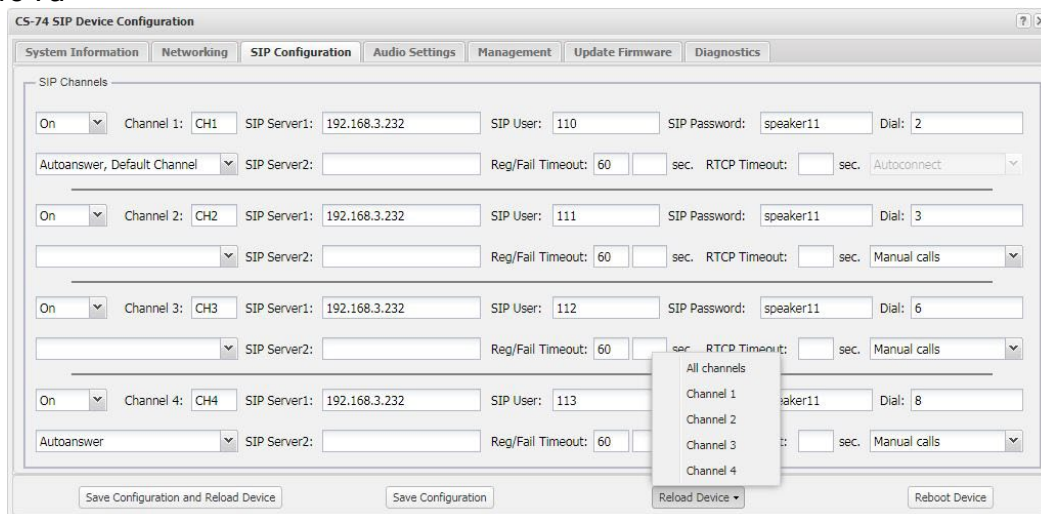 CS-74 SIP Device Configuration
System Information Networking SIP Configuration Audio Settings Management Update Firmware Diagnostics
SIP Channels
On Channel 1: CH1 SIP Server1: 192.168.3.232 SIP User: 110 SIP Password: speaker11 Dial: 2
Autoanswer, Default Channel SIP Server2: Reg/Fail Timeout: 60 sec. RTCP Timeout: sec. Autoconnect
On Channel 2: CH2 SIP Server1: 192.168.3.232 SIP User: 111 SIP Password: speaker11 Dial: 3
SIP Server2: Reg/Fail Timeout: 60 sec. RTCP Timeout: sec. Manual calls
On Channel 3: CH3 SIP Server1: 192.168.3.232 SIP User: 112 SIP Password: speaker11 Dial: 6
SIP Server2: Reg/Fail Timeout: 60 sec. RTCP Timeout: sec. Manual calls
All channels
On Channel 4: CH4 SIP Server1: 192.168.3.232 SIP User: 113 Channel 1 eaker11 Dial: 8
Channel 2
Autoanswer SIP Server2: Reg/Fail Timeout: 60 Channel 3 t: sec. Manual calls
Channel 4
Save Configuration and Reload Device Save Configuration Reload Device Reboot Device